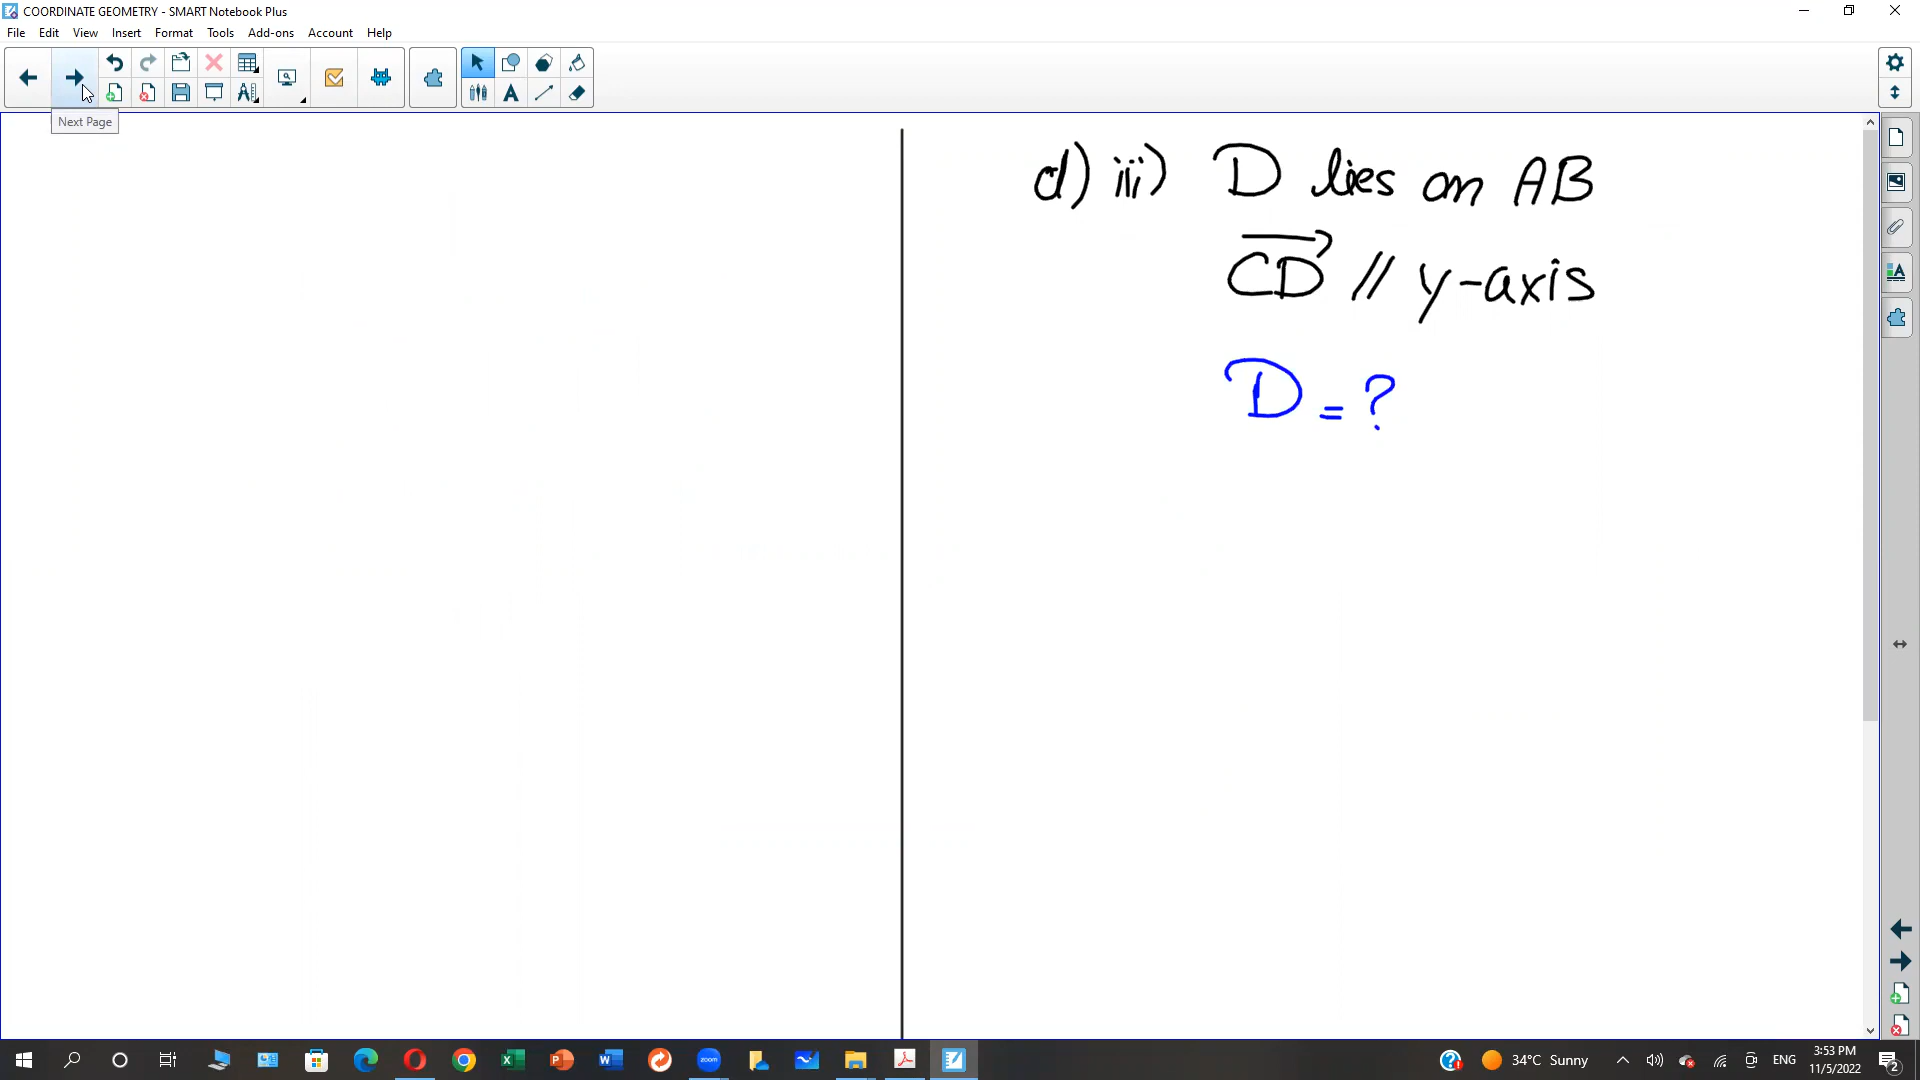 COORDINATE GEOMETRY - SMART Notebook Plus
File Edit View Insert Format Tools Add-ons Account Help
Next Page
d) iii) D lies on AB
CD // y-axis
D = ?
34°C Sunny
ENG
3:53 PM
11/5/2022
2